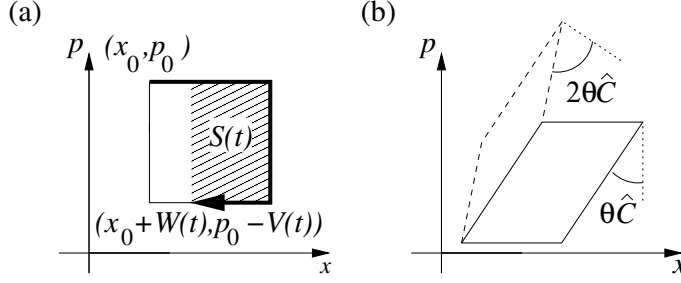 (a)
(b)
p
(x₀,p₀)
S(t)
(x₀+W(t),p₀−V(t))
x
p
2θĈ
θĈ
x